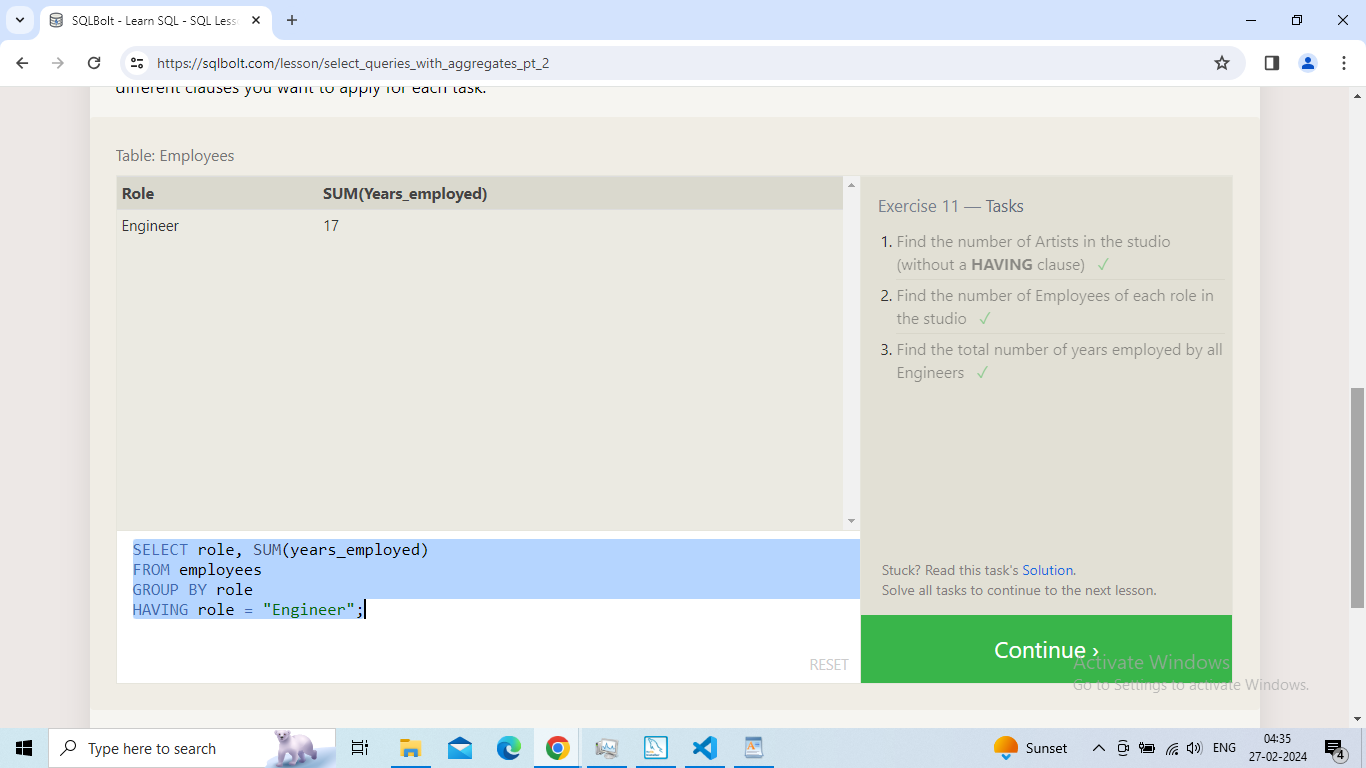 SQLBolt - Learn SQL - SQL Less
https://sqlbolt.com/lesson/select_queries_with_aggregates_pt_2
different clauses you want to apply for each task.
Table: Employees
Role SUM(Years_employed)
Engineer 17
Exercise 11 — Tasks
1. Find the number of Artists in the studio
(without a HAVING clause) ✓
2. Find the number of Employees of each role in
the studio ✓
3. Find the total number of years employed by all
Engineers ✓
SELECT role, SUM(years_employed)
FROM employees
GROUP BY role
HAVING role = "Engineer";
RESET
Stuck? Read this task's Solution.
Solve all tasks to continue to the next lesson.
Continue ›
Activate Windows
Go to Settings to activate Windows.
Type here to search
Sunset
ENG
04:35
27-02-2024
4